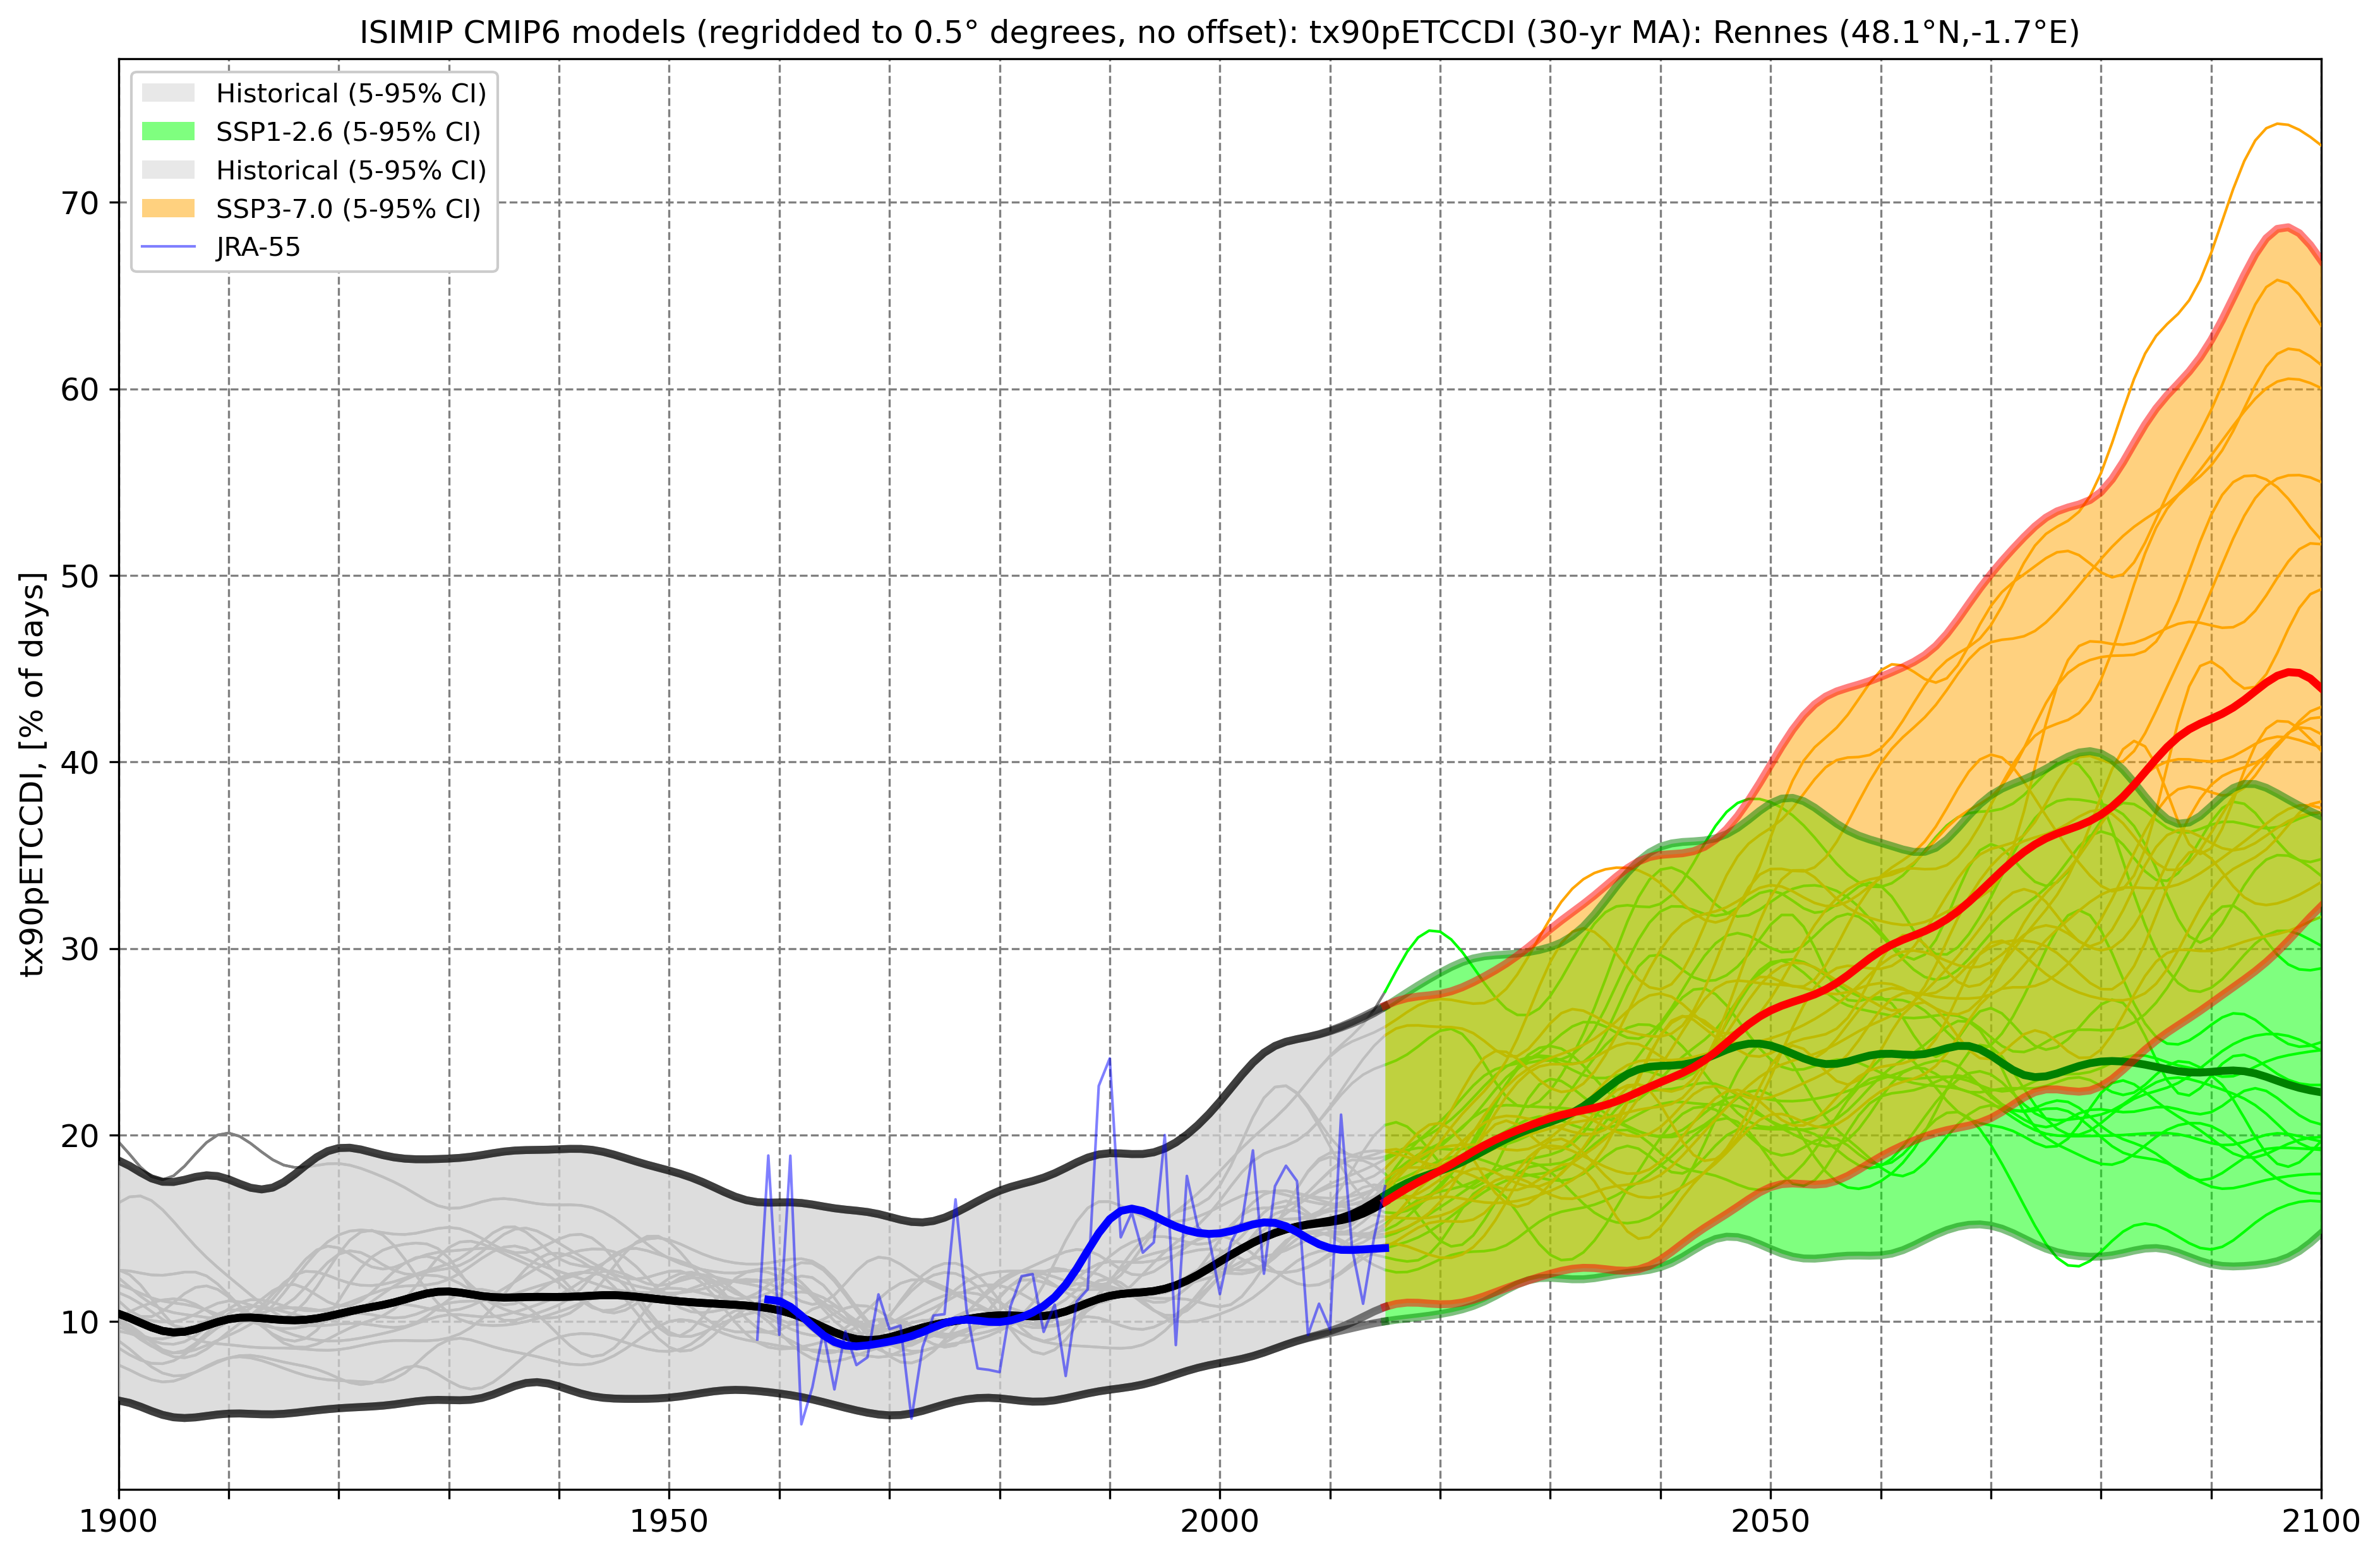 ISIMIP CMIP6 models (regridded to 0.5° degrees, no offset): tx90pETCCDI (30-yr MA): Rennes (48.1°N,-1.7°E)
Historical (5-95% CI)
SSP1-2.6 (5-95% CI)
Historical (5-95% CI)
SSP3-7.0 (5-95% CI)
JRA-55
tx90pETCCDI, [% of days]
70
60
50
40
30
20
10
1900
1950
2000
2050
2100